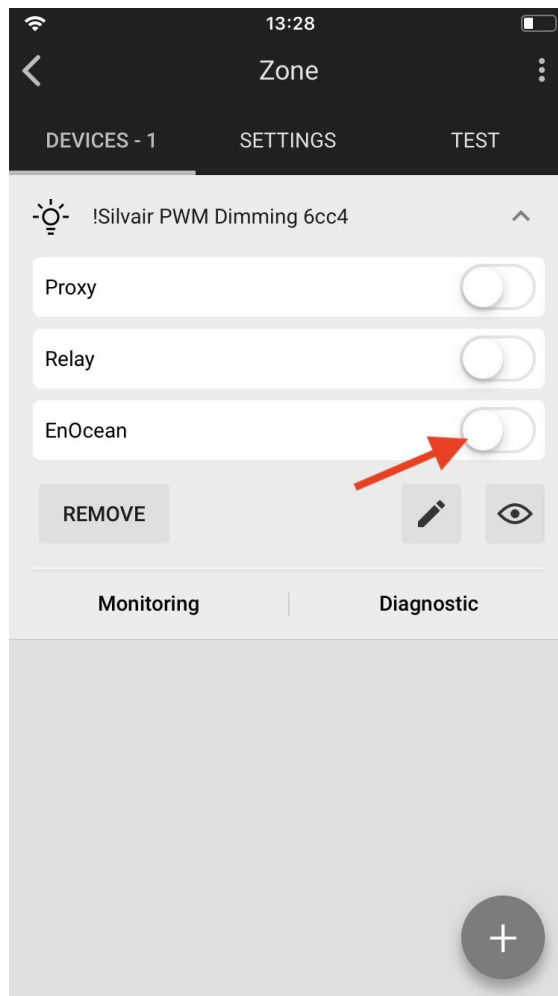 13:28
Zone
DEVICES - 1 SETTINGS TEST
!Silvair PWM Dimming 6cc4
Proxy
Relay
EnOcean
REMOVE
Monitoring Diagnostic